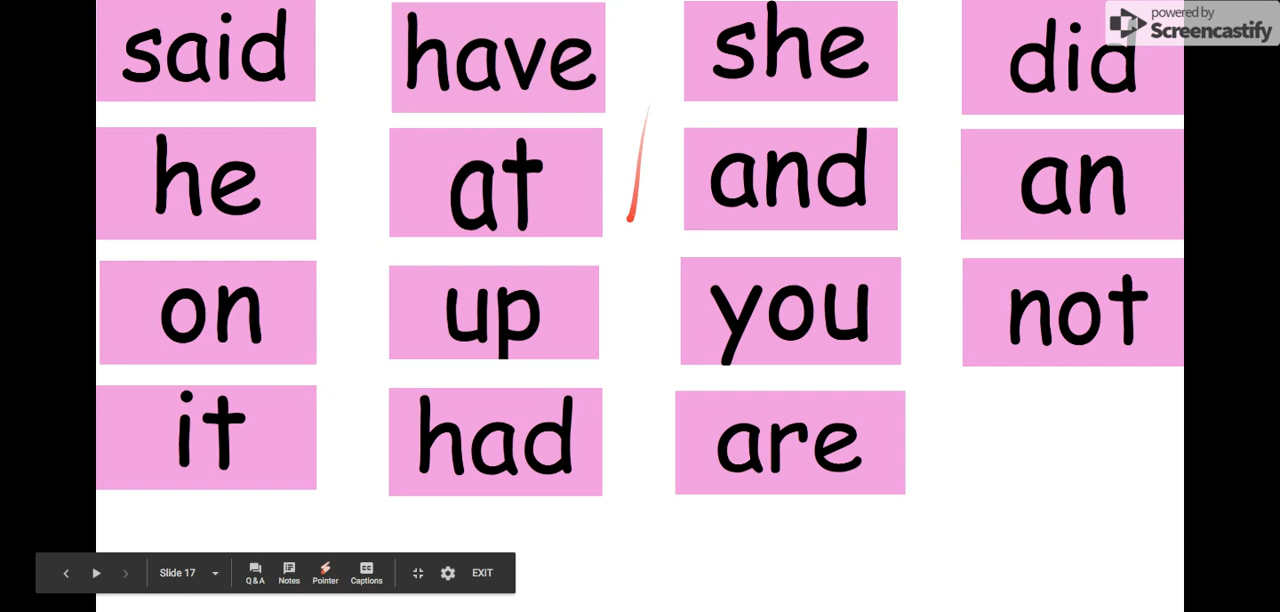 powered by
Screencastify
said have she did
he at and an
on up you not
it had are
Slide 17 Q&A Notes Pointer CC Captions EXIT